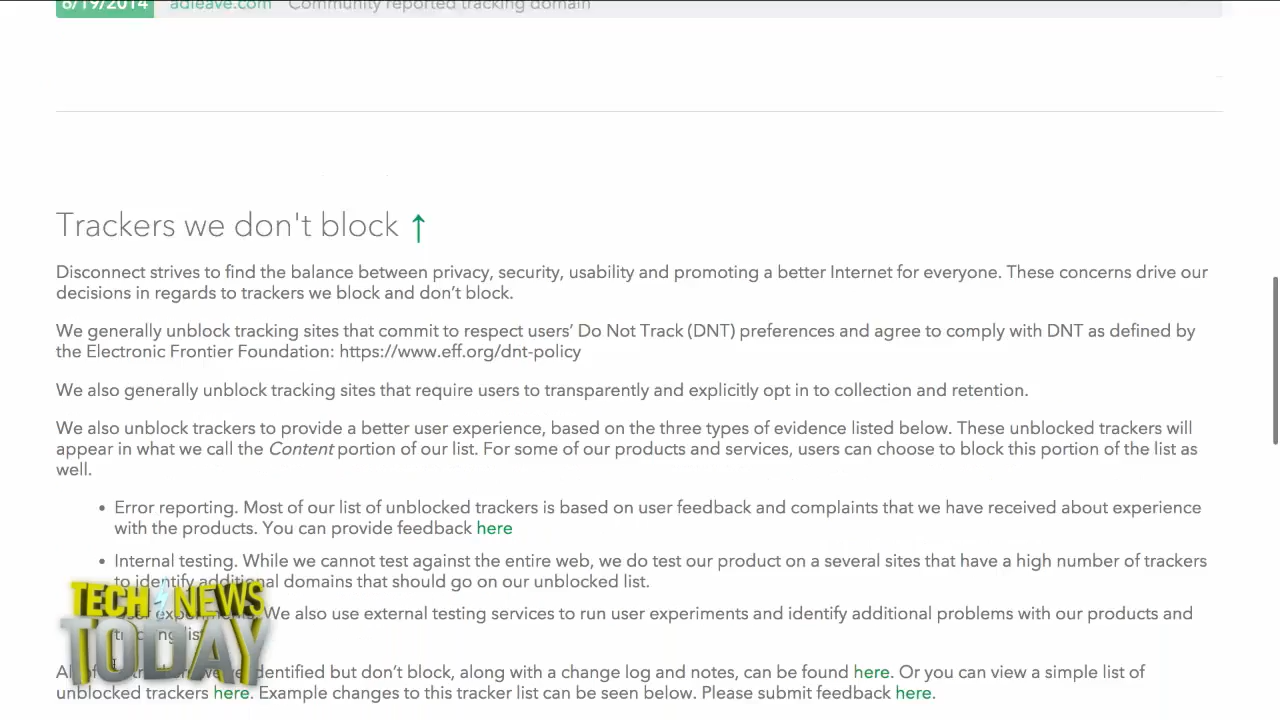 6/19/2014 adleave.com Community reported tracking domain
Trackers we don't block ↑
Disconnect strives to find the balance between privacy, security, usability and promoting a better Internet for everyone. These concerns drive our
decisions in regards to trackers we block and don’t block.
We generally unblock tracking sites that commit to respect users’ Do Not Track (DNT) preferences and agree to comply with DNT as defined by
the Electronic Frontier Foundation: https://www.eff.org/dnt-policy
We also generally unblock tracking sites that require users to transparently and explicitly opt in to collection and retention.
We also unblock trackers to provide a better user experience, based on the three types of evidence listed below. These unblocked trackers will
appear in what we call the Content portion of our list. For some of our products and services, users can choose to block this portion of the list as
well.
• Error reporting. Most of our list of unblocked trackers is based on user feedback and complaints that we have received about experience
with the products. You can provide feedback here
• Internal testing. While we cannot test against the entire web, we do test our product on a several sites that have a high number of trackers
to identify additional domains that should go on our unblocked list.
We also use external testing services to run user experiments and identify additional problems with our products and
identified but don’t block, along with a change log and notes, can be found here. Or you can view a simple list of
unblocked trackers here. Example changes to this tracker list can be seen below. Please submit feedback here.
TECH NEWS
TODAY